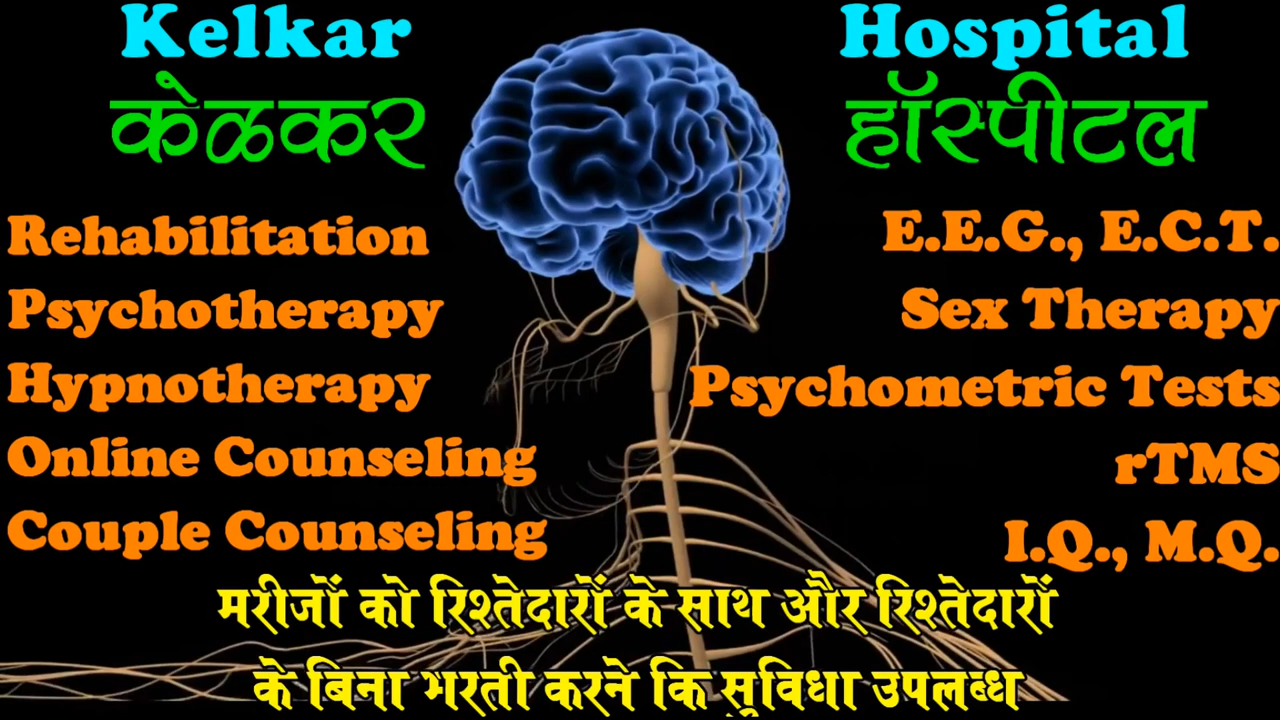 Kelkar Hospital
केळकर हॉस्पीटल
Rehabilitation
Psychotherapy
Hypnotherapy
Online Counseling
Couple Counseling
E.E.G., E.C.T.
Sex Therapy
Psychometric Tests
rTMS
I.Q., M.Q.
मरीजों को रिश्तेदारों के साथ और रिश्तेदारों
के बिना भरती करने कि सुविधा उपलब्ध